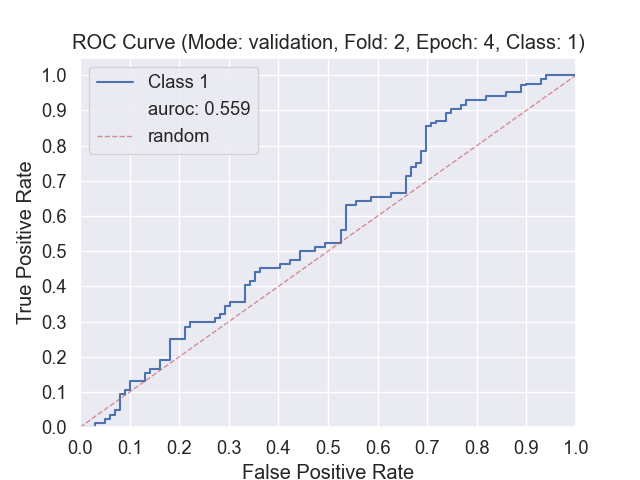 ROC Curve (Mode: validation, Fold: 2, Epoch: 4, Class: 1)
Class 1
auroc: 0.559
random
True Positive Rate
1.0
0.9
0.8
0.7
0.6
0.5
0.4
0.3
0.2
0.1
0.0
0.0 0.1 0.2 0.3 0.4 0.5 0.6 0.7 0.8 0.9 1.0
False Positive Rate